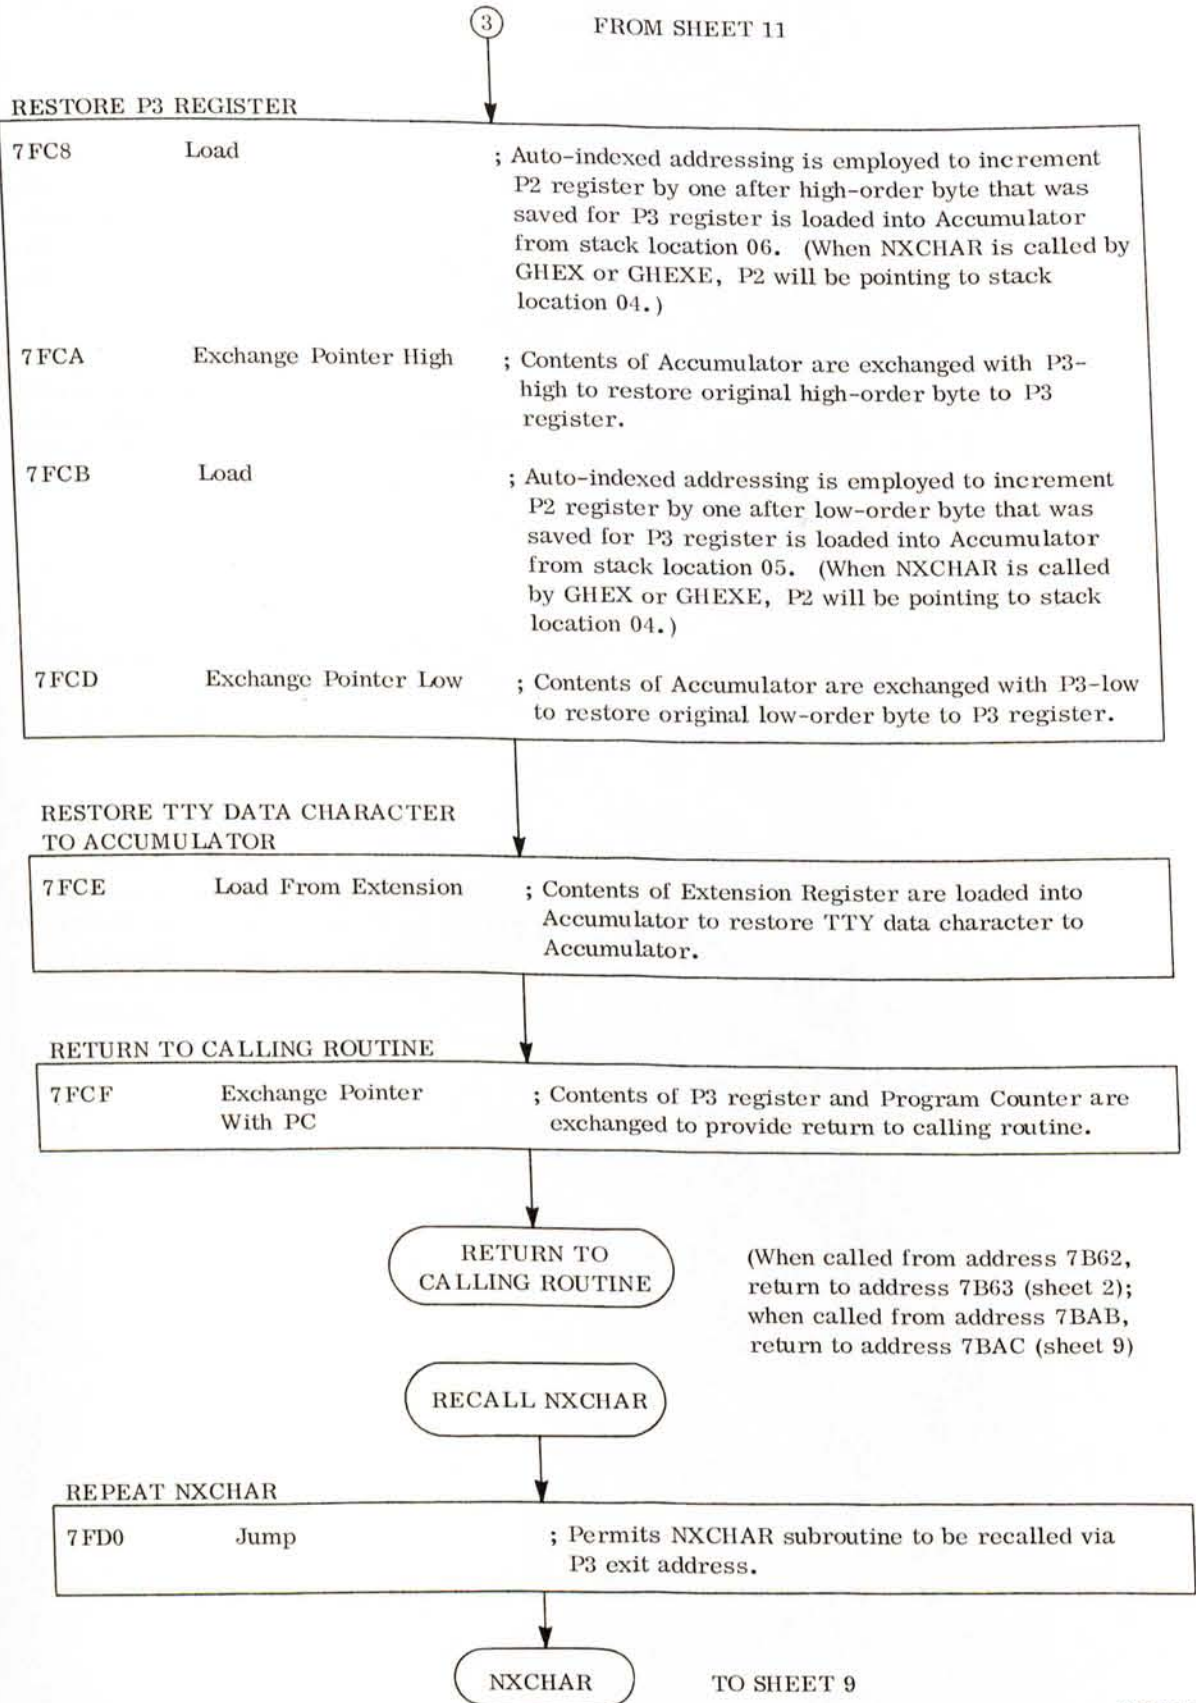 3 FROM SHEET 11
RESTORE P3 REGISTER
7FC8 Load ; Auto-indexed addressing is employed to increment
P2 register by one after high-order byte that was
saved for P3 register is loaded into Accumulator
from stack location 06. (When NXCHAR is called by
GHEX or GHEXE, P2 will be pointing to stack
location 04.)
7FCA Exchange Pointer High ; Contents of Accumulator are exchanged with P3-
high to restore original high-order byte to P3
register.
7FCB Load ; Auto-indexed addressing is employed to increment
P2 register by one after low-order byte that was
saved for P3 register is loaded into Accumulator
from stack location 05. (When NXCHAR is called
by GHEX or GHEXE, P2 will be pointing to stack
location 04.)
7FCD Exchange Pointer Low ; Contents of Accumulator are exchanged with P3-low
to restore original low-order byte to P3 register.
RESTORE TTY DATA CHARACTER
TO ACCUMULATOR
7FCE Load From Extension ; Contents of Extension Register are loaded into
Accumulator to restore TTY data character to
Accumulator.
RETURN TO CALLING ROUTINE
7FCF Exchange Pointer ; Contents of P3 register and Program Counter are
With PC exchanged to provide return to calling routine.
RETURN TO
CALLING ROUTINE
(When called from address 7B62,
return to address 7B63 (sheet 2);
when called from address 7BAB,
return to address 7BAC (sheet 9)
RECALL NXCHAR
REPEAT NXCHAR
7FD0 Jump ; Permits NXCHAR subroutine to be recalled via
P3 exit address.
NXCHAR TO SHEET 9